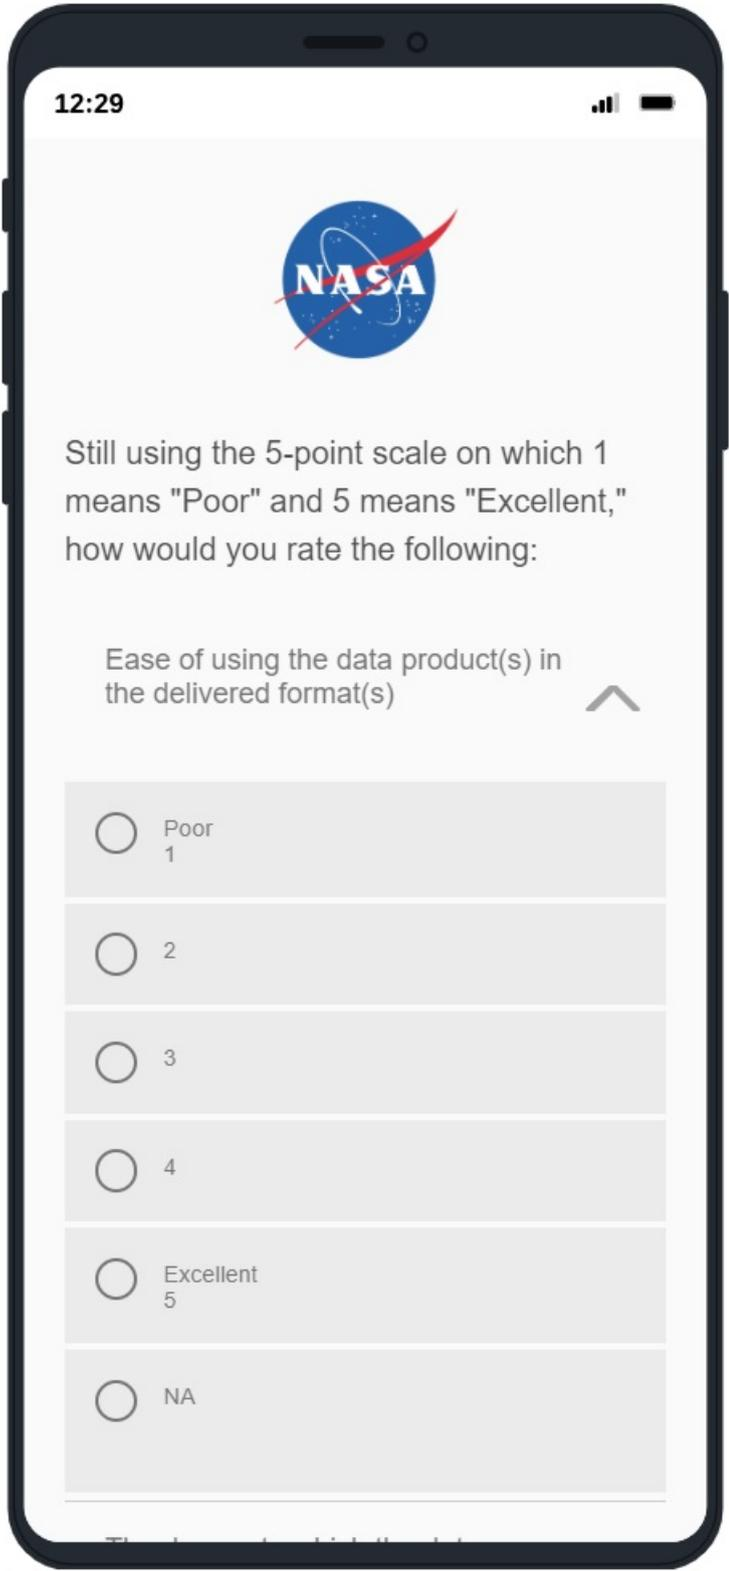 12:29
NASA
Still using the 5-point scale on which 1
means "Poor" and 5 means "Excellent,"
how would you rate the following:
Ease of using the data product(s) in
the delivered format(s)
Poor
1
2
3
4
Excellent
5
NA